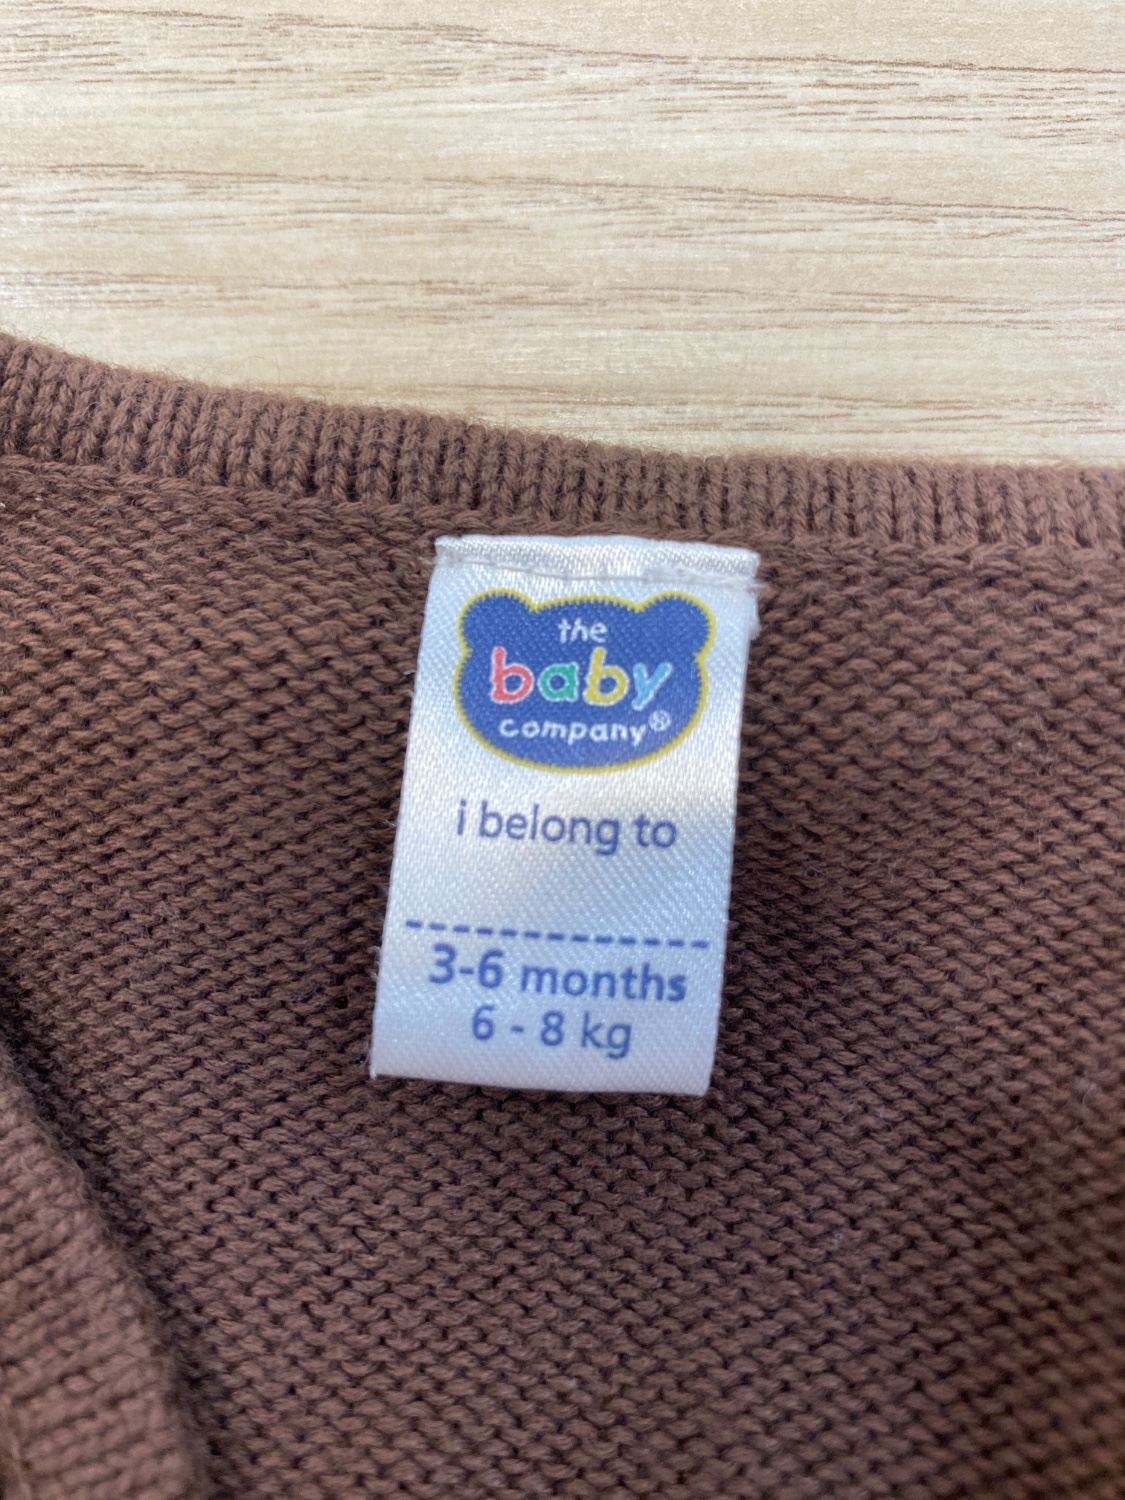 the
baby
company®
i belong to
3-6 months
6 - 8 kg